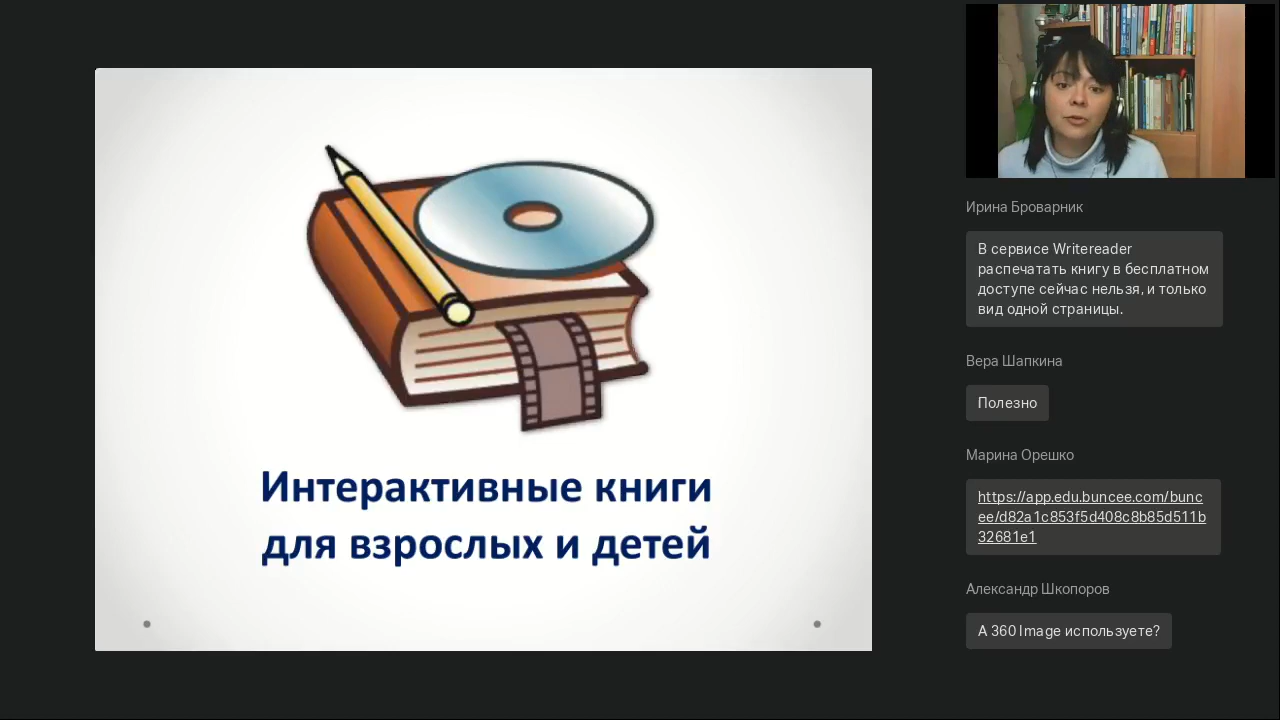 Интерактивные книги
для взрослых и детей
Ирина Броварник
В сервисе Writereader
распечатать книгу в бесплатном
доступе сейчас нельзя, и только
вид одной страницы.
Вера Шапкина
Полезно
Марина Орешко
https://app.edu.buncee.com/bunc
ee/d82a1c853f5d408c8b85d511b
32681e1
Александр Шкопоров
А 360 Image используете?